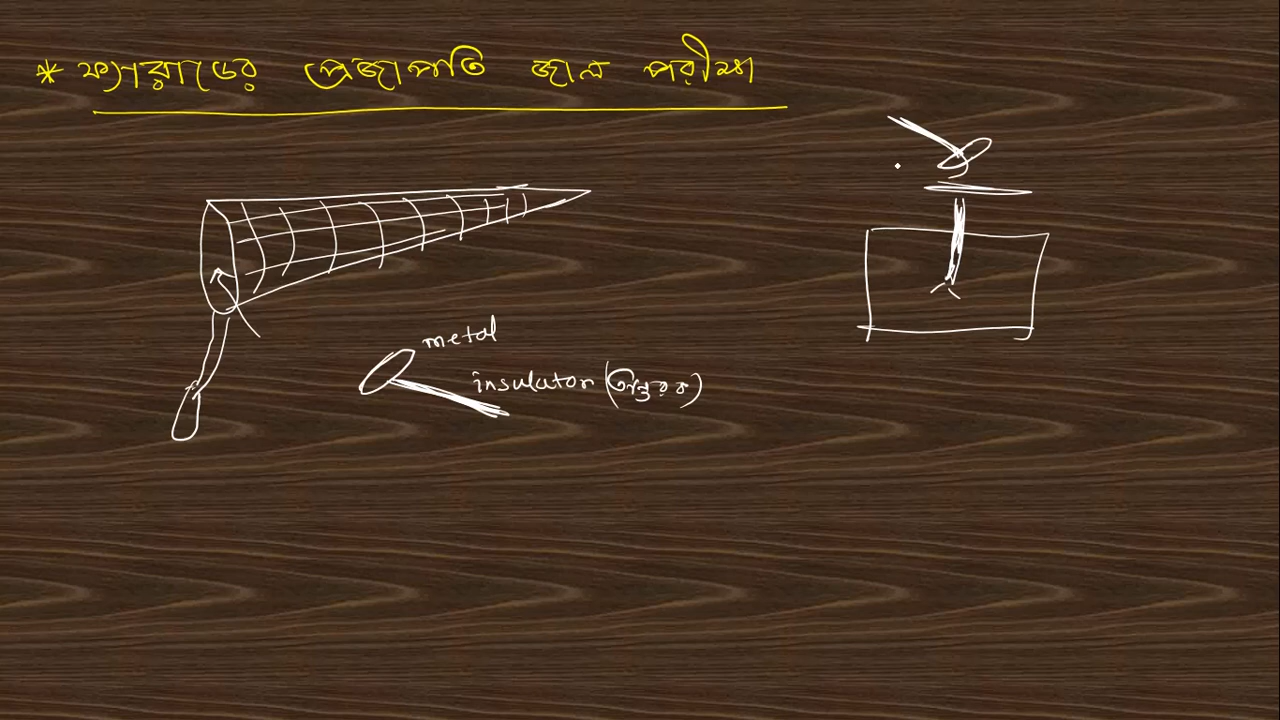 * ফ্যারাডের প্রজাপতি জাল পরীক্ষা
metal
insulator (অন্তরক)